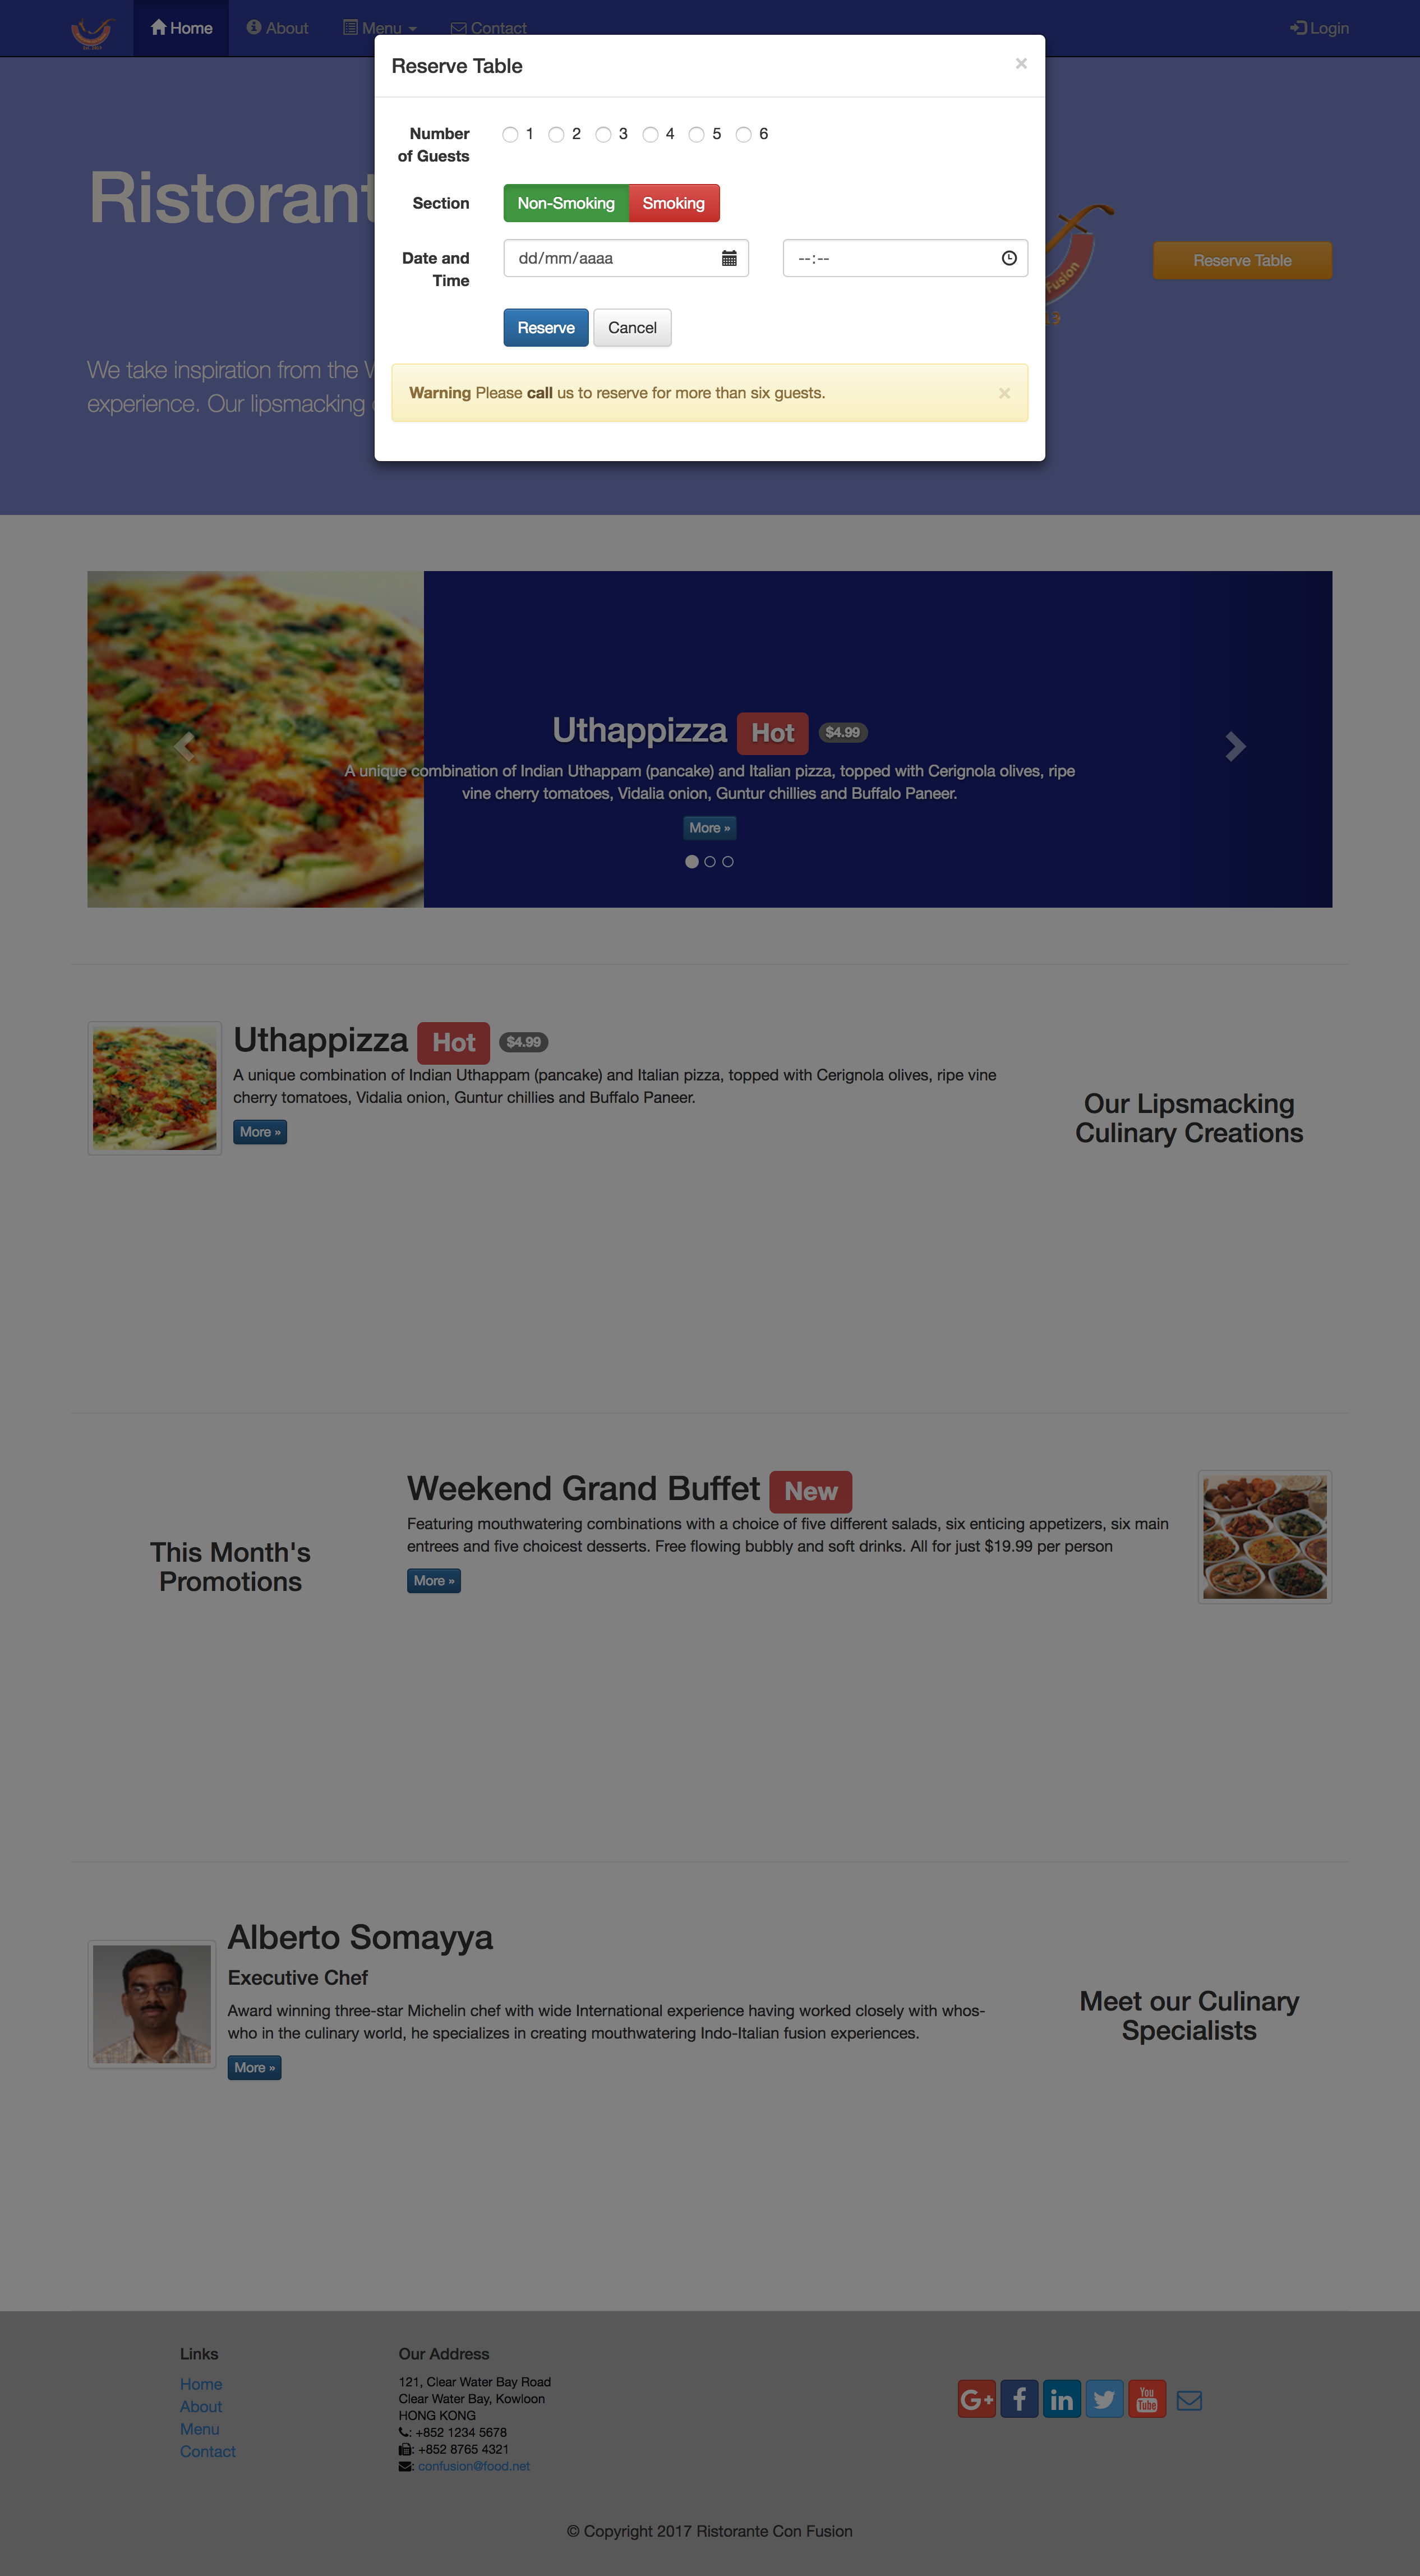 Home
About
Menu
Contact
Login
Reserve Table
×
Number
of Guests
1 2 3 4 5 6
Section
Non-Smoking
Smoking
Date and
Time
dd/mm/aaaa
--:--
Reserve
Cancel
Warning Please call us to reserve for more than six guests.
×
Ristorant
Fusion
Reserve Table
We take inspiration from the W
experience. Our lipsmacking
Uthappizza Hot $4.99
A unique combination of Indian Uthappam (pancake) and Italian pizza, topped with Cerignola olives, ripe
vine cherry tomatoes, Vidalia onion, Guntur chillies and Buffalo Paneer.
More »
Uthappizza Hot $4.99
A unique combination of Indian Uthappam (pancake) and Italian pizza, topped with Cerignola olives, ripe vine
cherry tomatoes, Vidalia onion, Guntur chillies and Buffalo Paneer.
More »
Our Lipsmacking
Culinary Creations
This Month's
Promotions
Weekend Grand Buffet New
Featuring mouthwatering combinations with a choice of five different salads, six enticing appetizers, six main
entrees and five choicest desserts. Free flowing bubbly and soft drinks. All for just $19.99 per person
More »
Alberto Somayya
Executive Chef
Award winning three-star Michelin chef with wide International experience having worked closely with whos-
who in the culinary world, he specializes in creating mouthwatering Indo-Italian fusion experiences.
More »
Meet our Culinary
Specialists
Links
Home
About
Menu
Contact
Our Address
121, Clear Water Bay Road
Clear Water Bay, Kowloon
HONG KONG
: +852 1234 5678
: +852 8765 4321
: confusion@food.net
G+ f in You Tube
© Copyright 2017 Ristorante Con Fusion